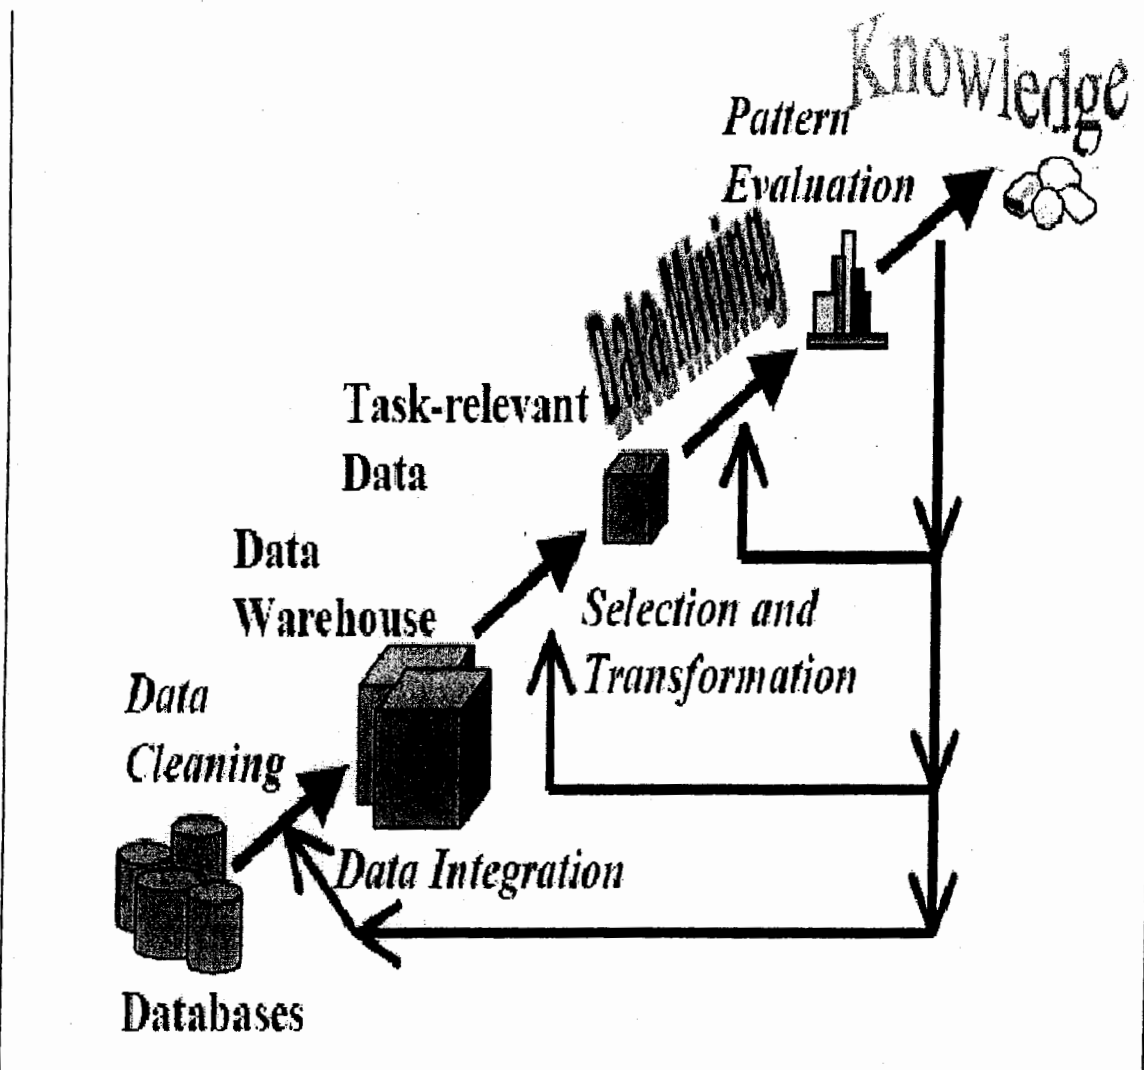 Knowledge
Pattern
Evaluation
Data Mining
Task-relevant
Data
Data
Warehouse
Selection and
Transformation
Data
Cleaning
Data Integration
Databases